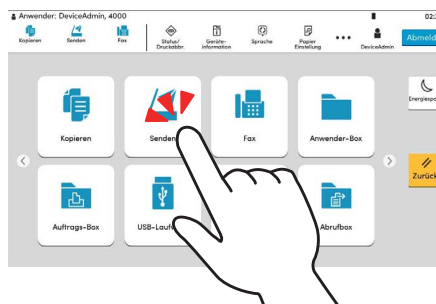 Anwender: DeviceAdmin, 4000
02:
Kopieren
Senden
Fax
Status/
Druckabbr.
Geräte-
information
Sprache
Papier
Einstellung
DeviceAdmin
Abmeld
Energiespa
Kopieren
Senden
Fax
Anwender-Box
Zurück
Auftrags-Box
USB-Lauf
Abrufbox